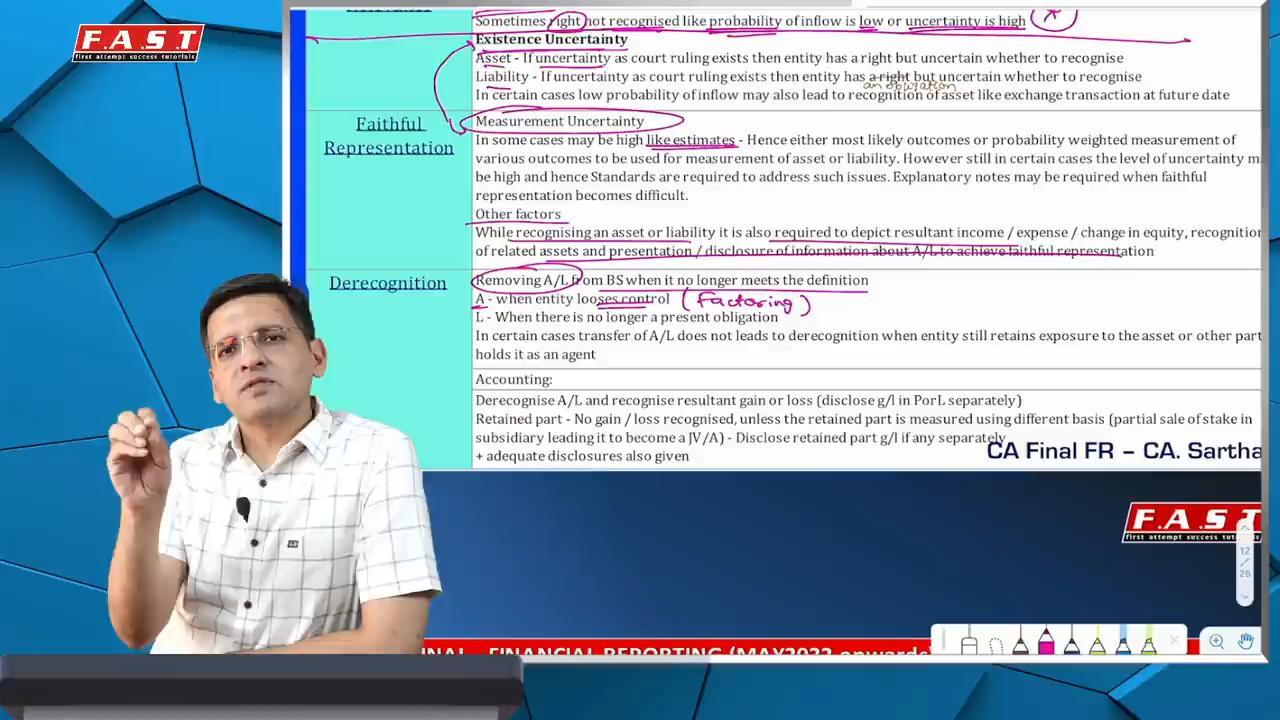 F.A.S.T
first attempt success tutorials
Sometimes right not recognised like probability of inflow is low or uncertainty is high
Existence Uncertainty
Asset - If uncertainty as court ruling exists then entity has a right but uncertain whether to recognise
Liability - If uncertainty as court ruling exists then entity has a right but uncertain whether to recognise
an obligation
In certain cases low probability of inflow may also lead to recognition of asset like exchange transaction at future date
Faithful
Representation
Measurement Uncertainty
In some cases may be high like estimates - Hence either most likely outcomes or probability weighted measurement of
various outcomes to be used for measurement of asset or liability. However still in certain cases the level of uncertainty m
be high and hence Standards are required to address such issues. Explanatory notes may be required when faithful
representation becomes difficult.
Other factors
While recognising an asset or liability it is also required to depict resultant income / expense / change in equity, recognition
of related assets and presentation / disclosure of information about A/L to achieve faithful representation
Derecognition
Removing A/L from BS when it no longer meets the definition
A - when entity looses control (Factoring)
L - When there is no longer a present obligation
In certain cases transfer of A/L does not leads to derecognition when entity still retains exposure to the asset or other part
holds it as an agent
Accounting:
Derecognise A/L and recognise resultant gain or loss (disclose g/l in PorL separately)
Retained part - No gain / loss recognised, unless the retained part is measured using different basis (partial sale of stake in
subsidiary leading it to become a JV/A) - Disclose retained part g/l if any separately
+ adequate disclosures also given
CA Final FR – CA. Sartha
F.A.S.T
first attempt success tutorials
12
/
25
FINAL - FINANCIAL REPORTING (MAY2022 onwards)